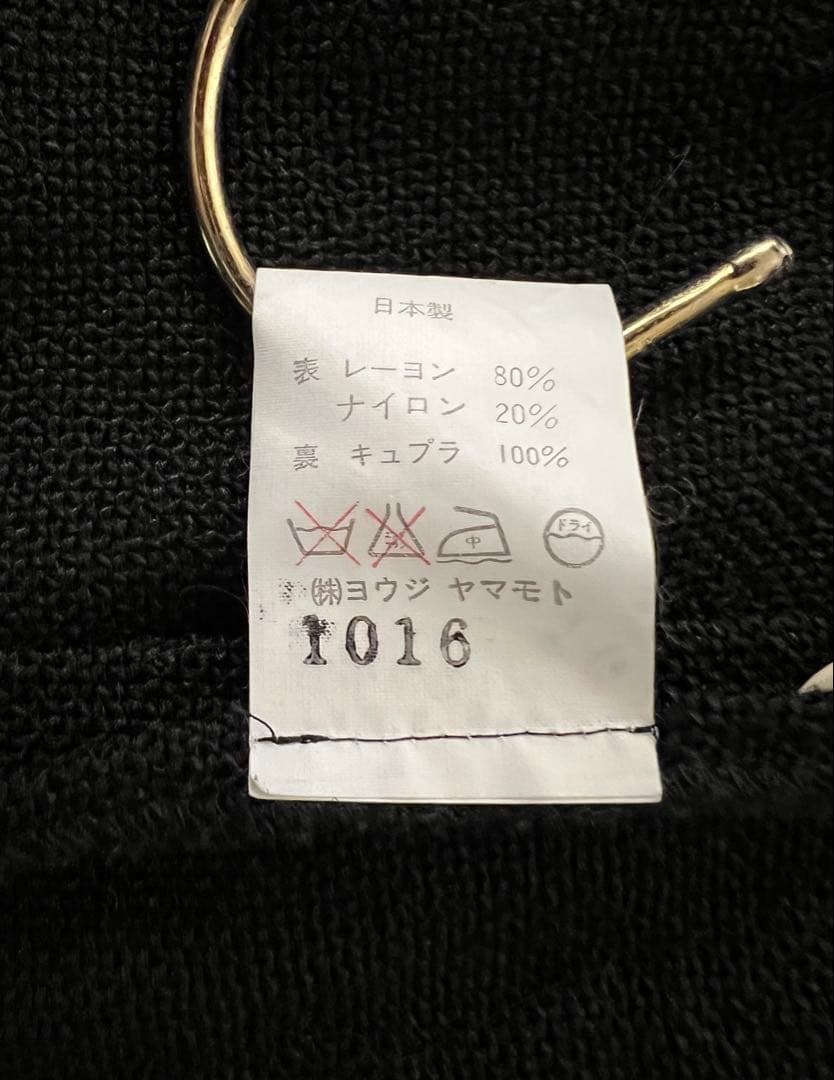 日本製
表 レーヨン 80%
ナイロン 20%
裏 キュプラ 100%
中 ドライ
㈱ヨウジ ヤマモト
1016